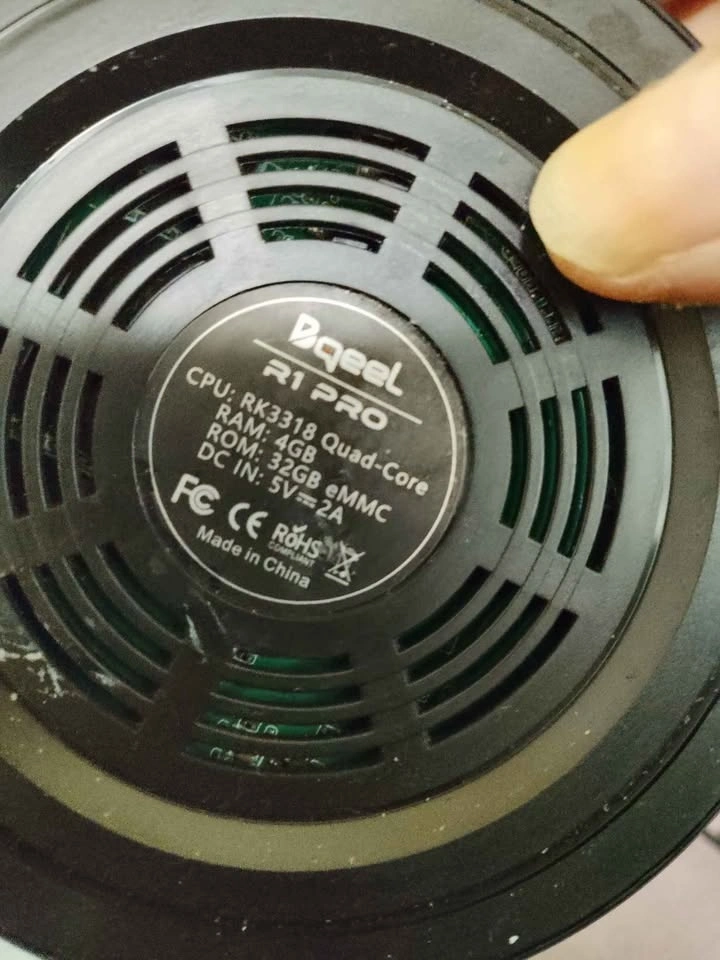 Dqeel
R1 PRO
CPU: RK3318 Quad-Core
RAM: 4GB
ROM: 32GB eMMC
DC IN: 5V⎓2A
FC CE RoHS
COMPLIANT
Made in China